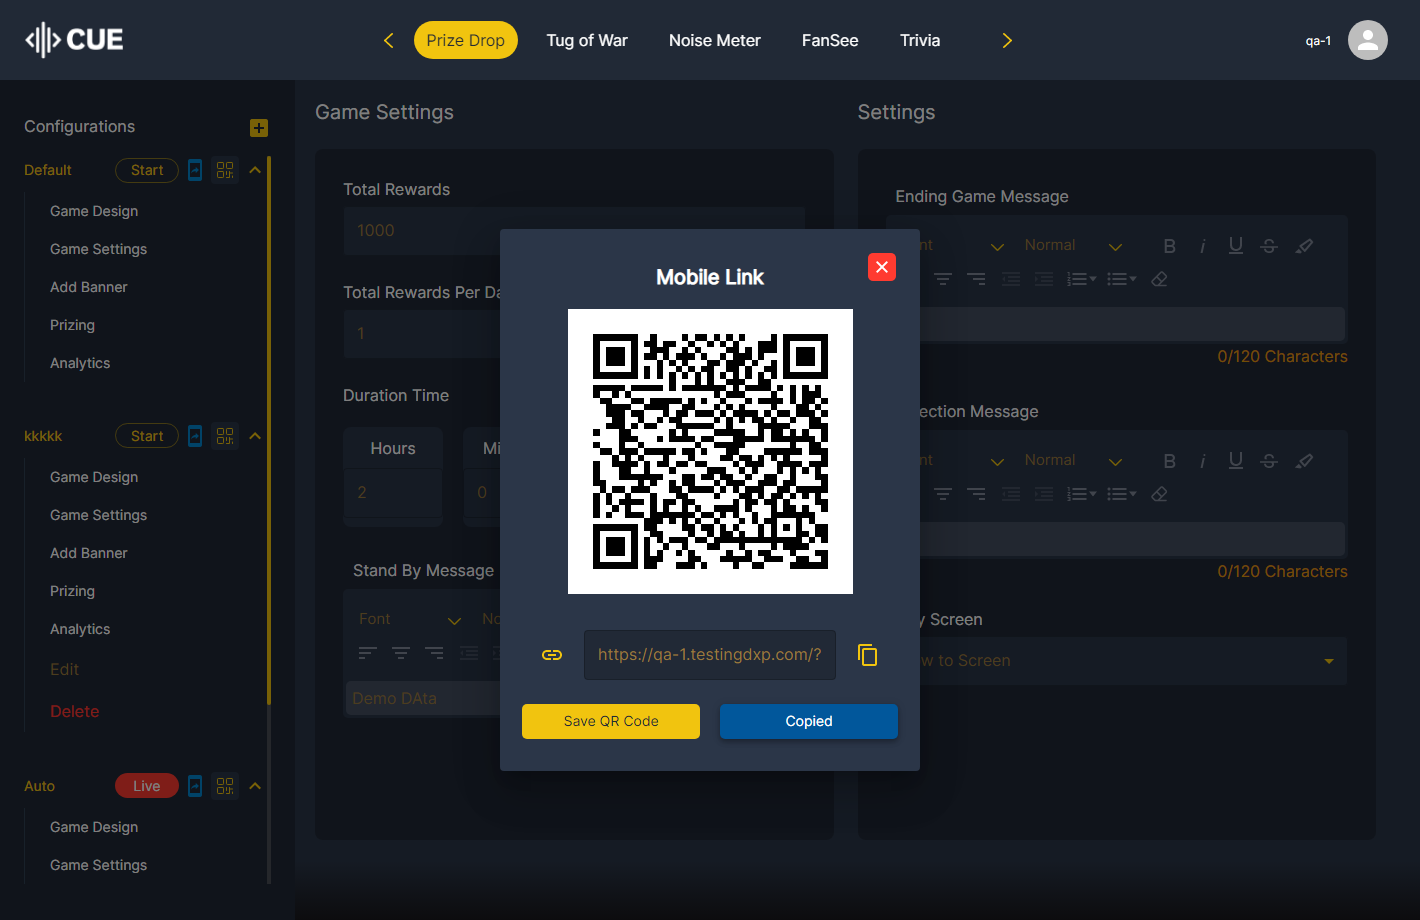 CUE
Prize Drop
Tug of War
Noise Meter
FanSee
Trivia
qa-1
Configurations
Default
Start
Game Design
Game Settings
Add Banner
Prizing
Analytics
kkkkk
Start
Game Design
Game Settings
Add Banner
Prizing
Analytics
Edit
Delete
Auto
Live
Game Design
Game Settings
Game Settings
Total Rewards
1000
Total Rewards Per Da
1
Duration Time
Hours
Mi
2
0
Stand By Message
Font
No
Demo DAta
Settings
Ending Game Message
nt
Normal
B i U S
0/120 Characters
ection Message
nt
Normal
B i U S
0/120 Characters
y Screen
w to Screen
Mobile Link
https://qa-1.testingdxp.com/?
Save QR Code
Copied